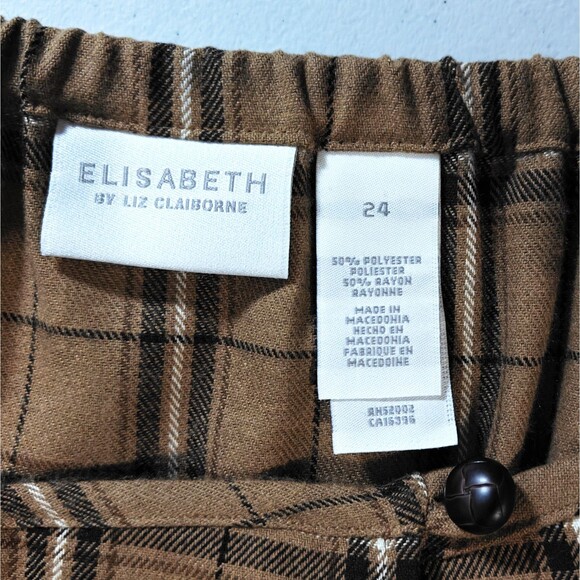 ELISABETH
BY LIZ CLAIBORNE
24
50% POLYESTER
POLIESTER
50% RAYON
RAYONNE
MADE IN
MACEDONIA
HECHO EN
MACEDONIA
FABRIQUE EN
MACEDOINE
RN52002
CA16396